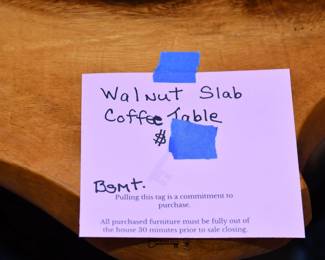 Walnut Slab
Coffee Table
$
Bsmt.
Pulling this tag is a commitment to
purchase.
All purchased furniture must be fully out of
the house 30 minutes prior to sale closing.